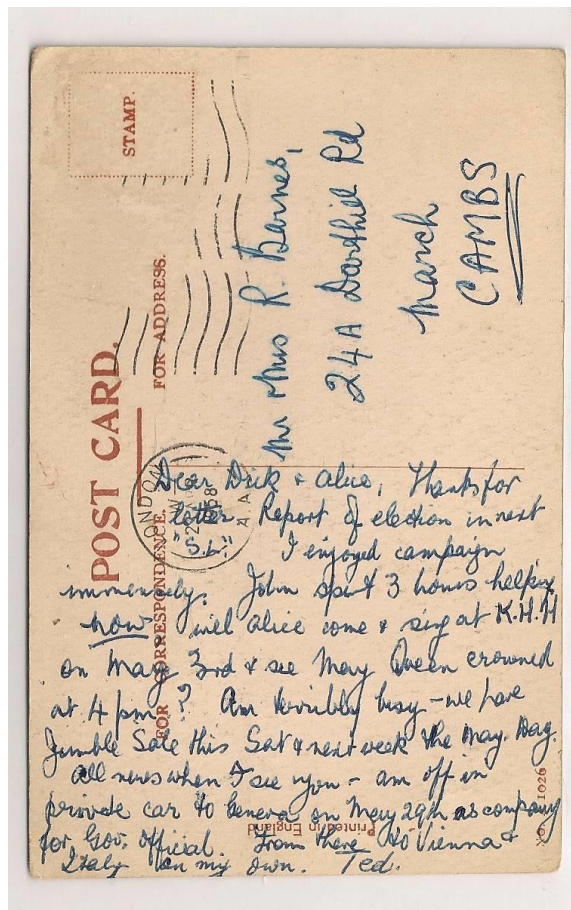 STAMP.
POST CARD.
FOR ADDRESS.
Mr & Mrs R. Barnes,
24A Darthill Rd
March
CAMBS
LONDON
FOR CORRESPONDENCE.
Dear Dick & Alice, Thanks for
letter. Report of election in next
"S.L." I enjoyed campaign
immensely. John spent 3 hours helping
now will Alice come & sing at K.H.H
on May 3rd & see May Queen crowned
at 4 pm? Am terribly busy - we have
Jumble Sale this Sat & next week the May Day.
All news when I see you - am off in
private car to Geneva on May 29th as company
for Gov. official. From there to Vienna &
Italy on my own. Ted.
Printed in England
No. 1026